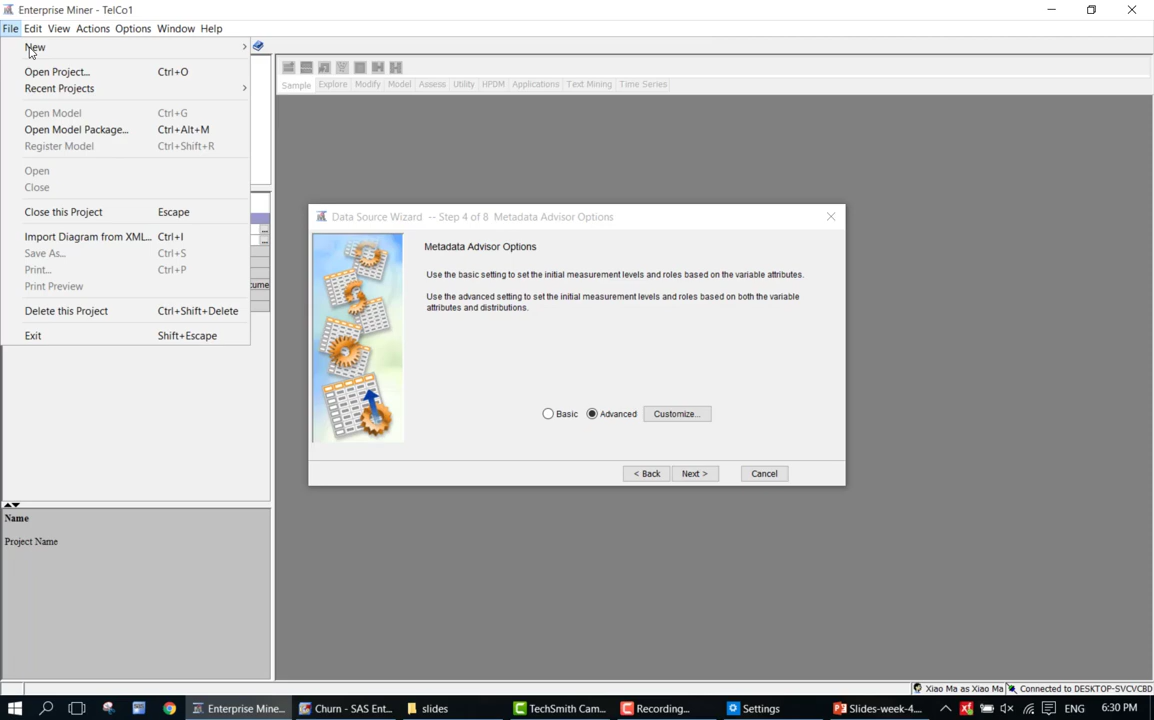 Enterprise Miner - TelCo1
File Edit View Actions Options Window Help
New
Open Project... Ctrl+O
Recent Projects
Open Model Ctrl+G
Open Model Package... Ctrl+Alt+M
Register Model Ctrl+Shift+R
Open
Close
Close this Project Escape
Import Diagram from XML... Ctrl+I
Save As... Ctrl+S
Print... Ctrl+P
Print Preview
Delete this Project Ctrl+Shift+Delete
Exit Shift+Escape
Sample Explore Modify Model Assess Utility HPDM Applications Text Mining Time Series
Data Source Wizard -- Step 4 of 8 Metadata Advisor Options
Metadata Advisor Options
Use the basic setting to set the initial measurement levels and roles based on the variable attributes.
Use the advanced setting to set the initial measurement levels and roles based on both the variable
attributes and distributions.
Basic Advanced Customize...
< Back Next > Cancel
Name
Project Name
Xiao Ma as Xiao Ma Connected to DESKTOP-SVCVCBD
Enterprise Mine... Churn - SAS Ent... slides TechSmith Cam... Recording... Settings Slides-week-4... ENG 6:30 PM